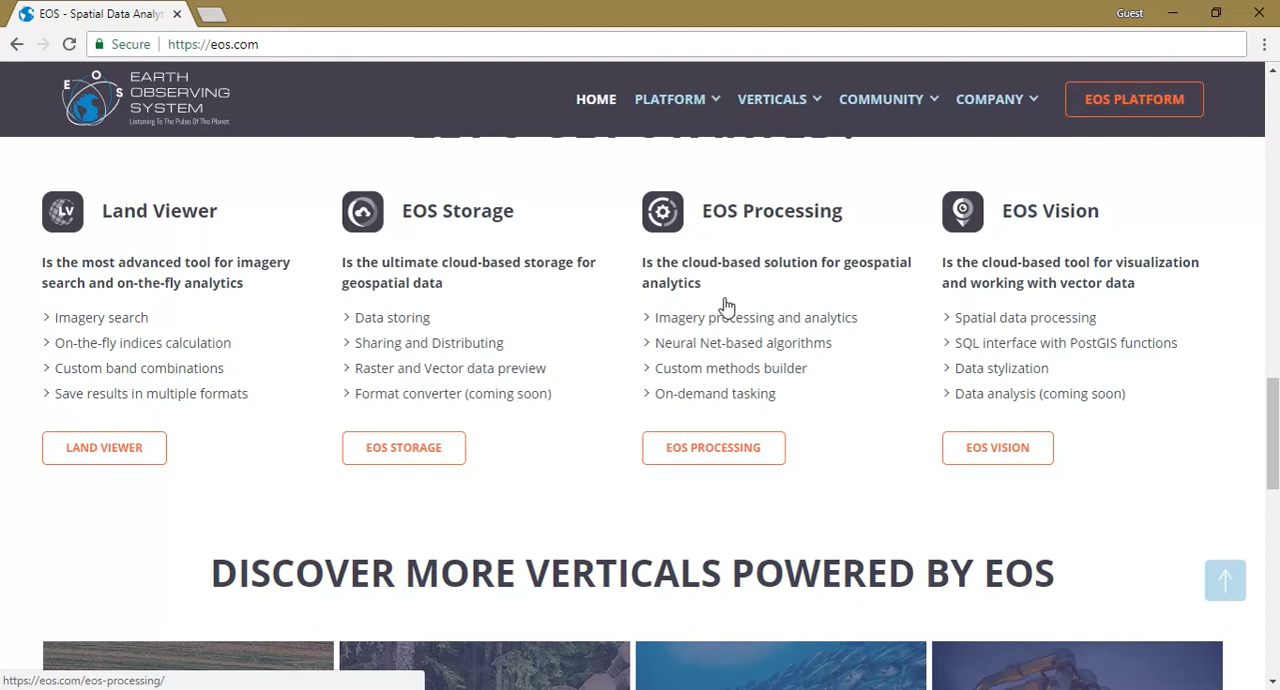 EOS - Spatial Data Analyt
Guest
Secure
https://eos.com
E O S
EARTH
OBSERVING
SYSTEM
Listening To The Pulse Of The Planet
HOME PLATFORM VERTICALS COMMUNITY COMPANY EOS PLATFORM
LV
Land Viewer
Is the most advanced tool for imagery
search and on-the-fly analytics
Imagery search
On-the-fly indices calculation
Custom band combinations
Save results in multiple formats
LAND VIEWER
EOS Storage
Is the ultimate cloud-based storage for
geospatial data
Data storing
Sharing and Distributing
Raster and Vector data preview
Format converter (coming soon)
EOS STORAGE
EOS Processing
Is the cloud-based solution for geospatial
analytics
Imagery processing and analytics
Neural Net-based algorithms
Custom methods builder
On-demand tasking
EOS PROCESSING
EOS Vision
Is the cloud-based tool for visualization
and working with vector data
Spatial data processing
SQL interface with PostGIS functions
Data stylization
Data analysis (coming soon)
EOS VISION
DISCOVER MORE VERTICALS POWERED BY EOS
https://eos.com/eos-processing/